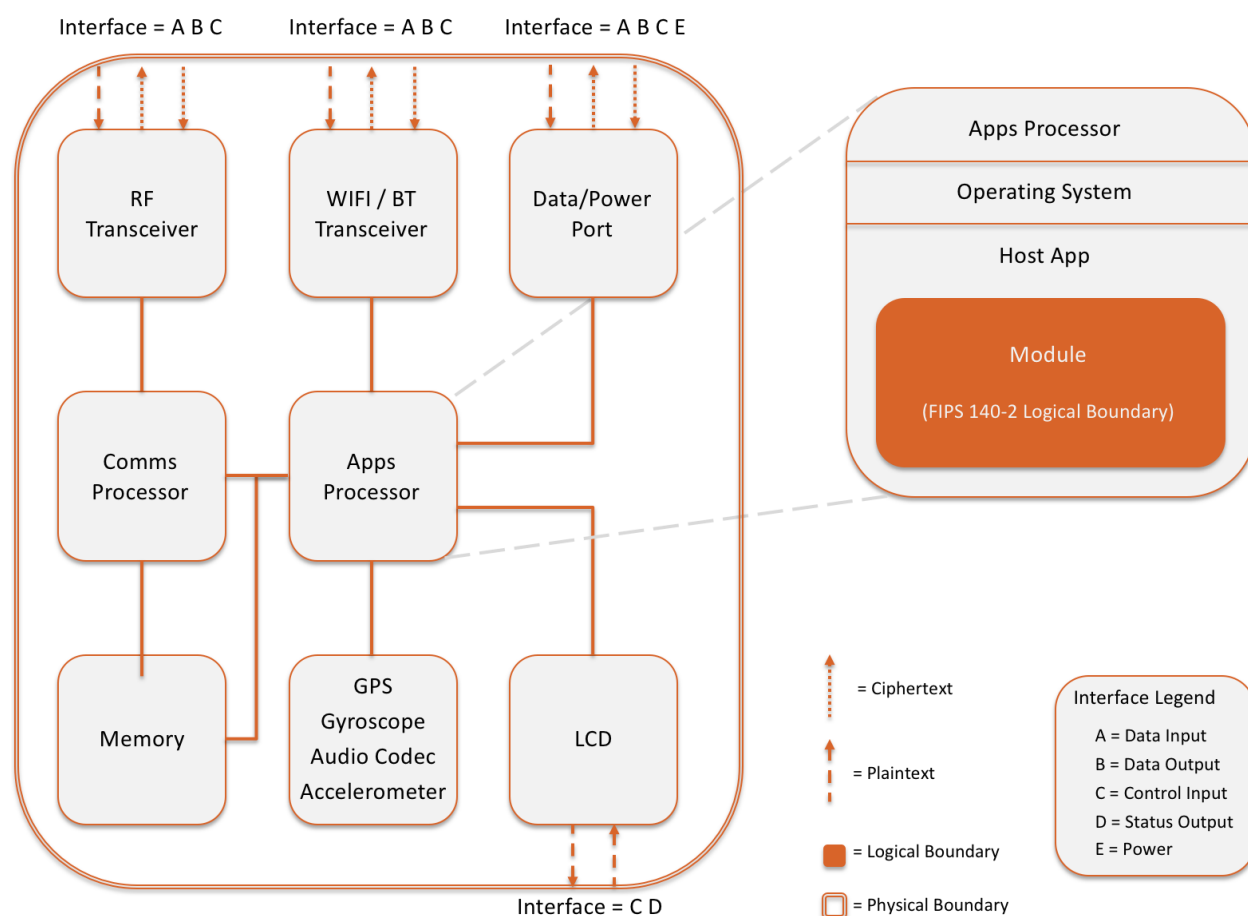 Interface = A B C
Interface = A B C
Interface = A B C E
RF
Transceiver
WIFI / BT
Transceiver
Data/Power
Port
Comms
Processor
Apps
Processor
Memory
GPS
Gyroscope
Audio Codec
Accelerometer
LCD
Interface = C D
Apps Processor
Operating System
Host App
Module
(FIPS 140-2 Logical Boundary)
= Ciphertext
= Plaintext
= Logical Boundary
= Physical Boundary
Interface Legend
A = Data Input
B = Data Output
C = Control Input
D = Status Output
E = Power